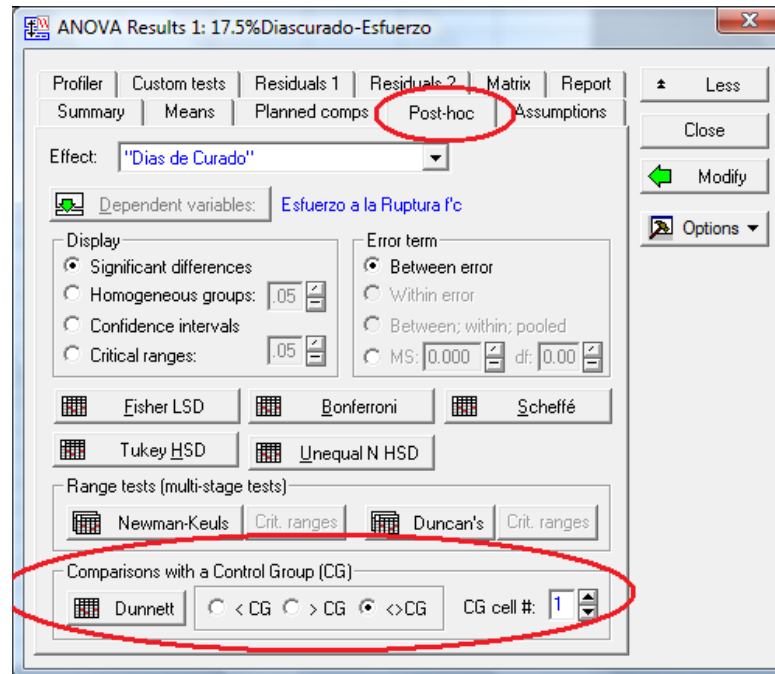 ANOVA Results 1: 17.5%Diascurado-Esfuerzo
Profiler Custom tests Residuals 1 Residuals 2 Matrix Report
Summary Means Planned comps Post-hoc Assumptions
Less
Close
Modify
Options
Effect: "Dias de Curado"
Dependent variables: Esfuerzo a la Ruptura f'c
Display
Significant differences
Homogeneous groups: .05
Confidence intervals
Critical ranges: .05
Error term
Between error
Within error
Between; within; pooled
MS: 0.000 df: 0.00
Fisher LSD Bonferroni Scheffé
Tukey HSD Unequal N HSD
Range tests (multi-stage tests)
Newman-Keuls Crit. ranges Duncan's Crit. ranges
Comparisons with a Control Group (CG)
Dunnett < CG > CG <>CG CG cell #: 1